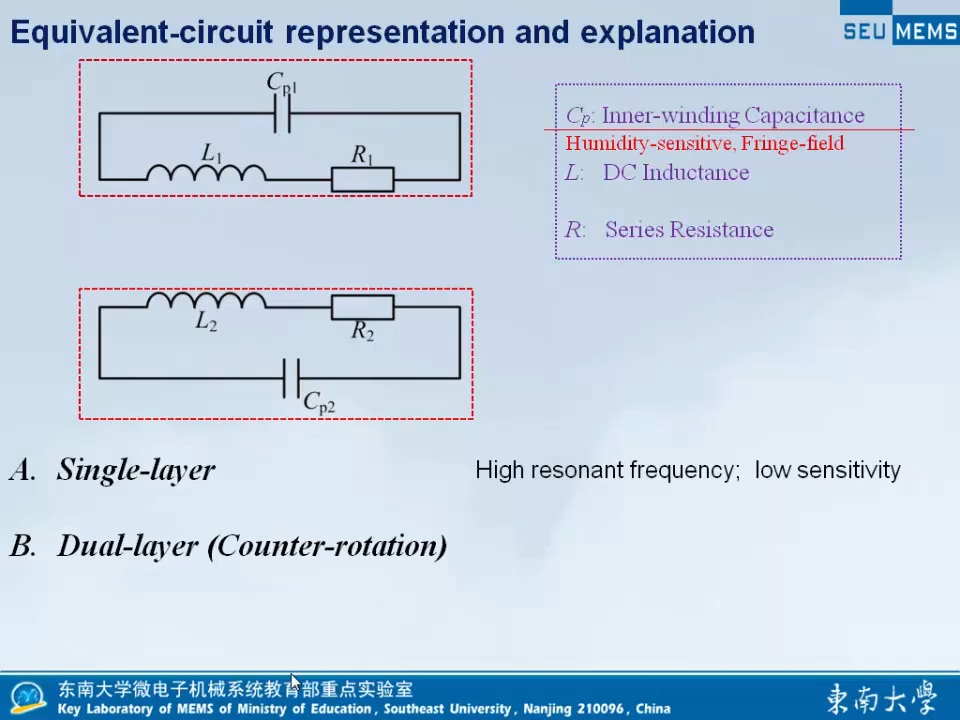 Equivalent-circuit representation and explanation
SEU MEMS
Cp1
L1
R1
Cp: Inner-winding Capacitance
Humidity-sensitive, Fringe-field
L: DC Inductance
R: Series Resistance
L2
R2
Cp2
A. Single-layer
High resonant frequency; low sensitivity
B. Dual-layer (Counter-rotation)
东南大学微电子机械系统教育部重点实验室
Key Laboratory of MEMS of Ministry of Education, Southeast University, Nanjing 210096, China
東南大學